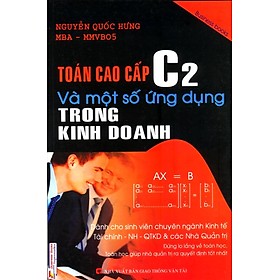 BUSINESS BOOKS
NGUYỄN QUỐC HƯNG
MBA - MMVBO5
TOÁN CAO CẤP C2
Và một số ứng dụng
TRONG
KINH DOANH
AX = B
Dành cho sinh viên chuyên ngành Kinh tế
Tài chính - NH - QTKD & các Nhà Quản trị
Đừng lo lắng về toán học,
Toán học giúp nhà quản trị ra quyết định tốt nhất
NHÀ XUẤT BẢN GIAO THÔNG VẬN TẢI